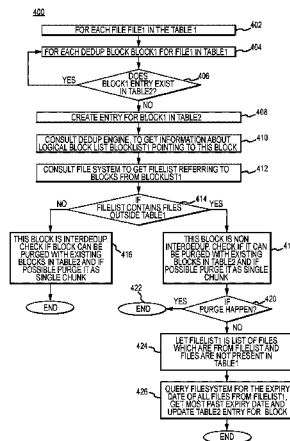 400
FOR EACH FILE FILE1 IN THE TABLE 1
402
FOR EACH DEDUP BLOCK BLOCK1 FOR FILE1 IN TABLE1
404
DOES
BLOCK1 ENTRY EXIST
IN TABLE2?
406
YES
NO
CREATE ENTRY FOR BLOCK1 IN TABLE2
408
CONSULT DEDUP ENGINE, TO GET INFORMATION ABOUT
LOGICAL BLOCK LIST BLOCKLIST1 POINTING TO THIS BLOCK
410
CONSULT FILE SYSTEM TO GET FILELIST REFERRING TO
BLOCKS FROM BLOCKLIST1
412
IF
FILELIST CONTAINS FILES
OUTSIDE TABLE1
414
NO
YES
THIS BLOCK IS INTERDEDUP
CHECK IF BLOCK CAN BE
PURGED WITH EXISTING
BLOCKS IN TABLE2 AND IF
POSSIBLE PURGE IT AS
SINGLE CHUNK
416
END
THIS BLOCK IS NON
INTERDEDUP, CHECK IF IT CAN BE
PURGED WITH EXISTING BLOCKS
IN TABLE2 AND IF POSSIBLE
PURGE IT AS SINGLE CHUNK
IF
PURGE HAPPEN?
420
422
YES
END
NO
LET FILELIST1 IS LIST OF FILES
WHICH ARE FROM FILELIST AND
FILES ARE NOT PRESENT IN
TABLE1
424
QUERY FILESYSTEM FOR THE EXPIRY
DATE OF ALL FILES FROM FILELIST1,
GET MOST PAST EXPIRY DATE AND
UPDATE TABLE2 ENTRY FOR BLOCK
426
END